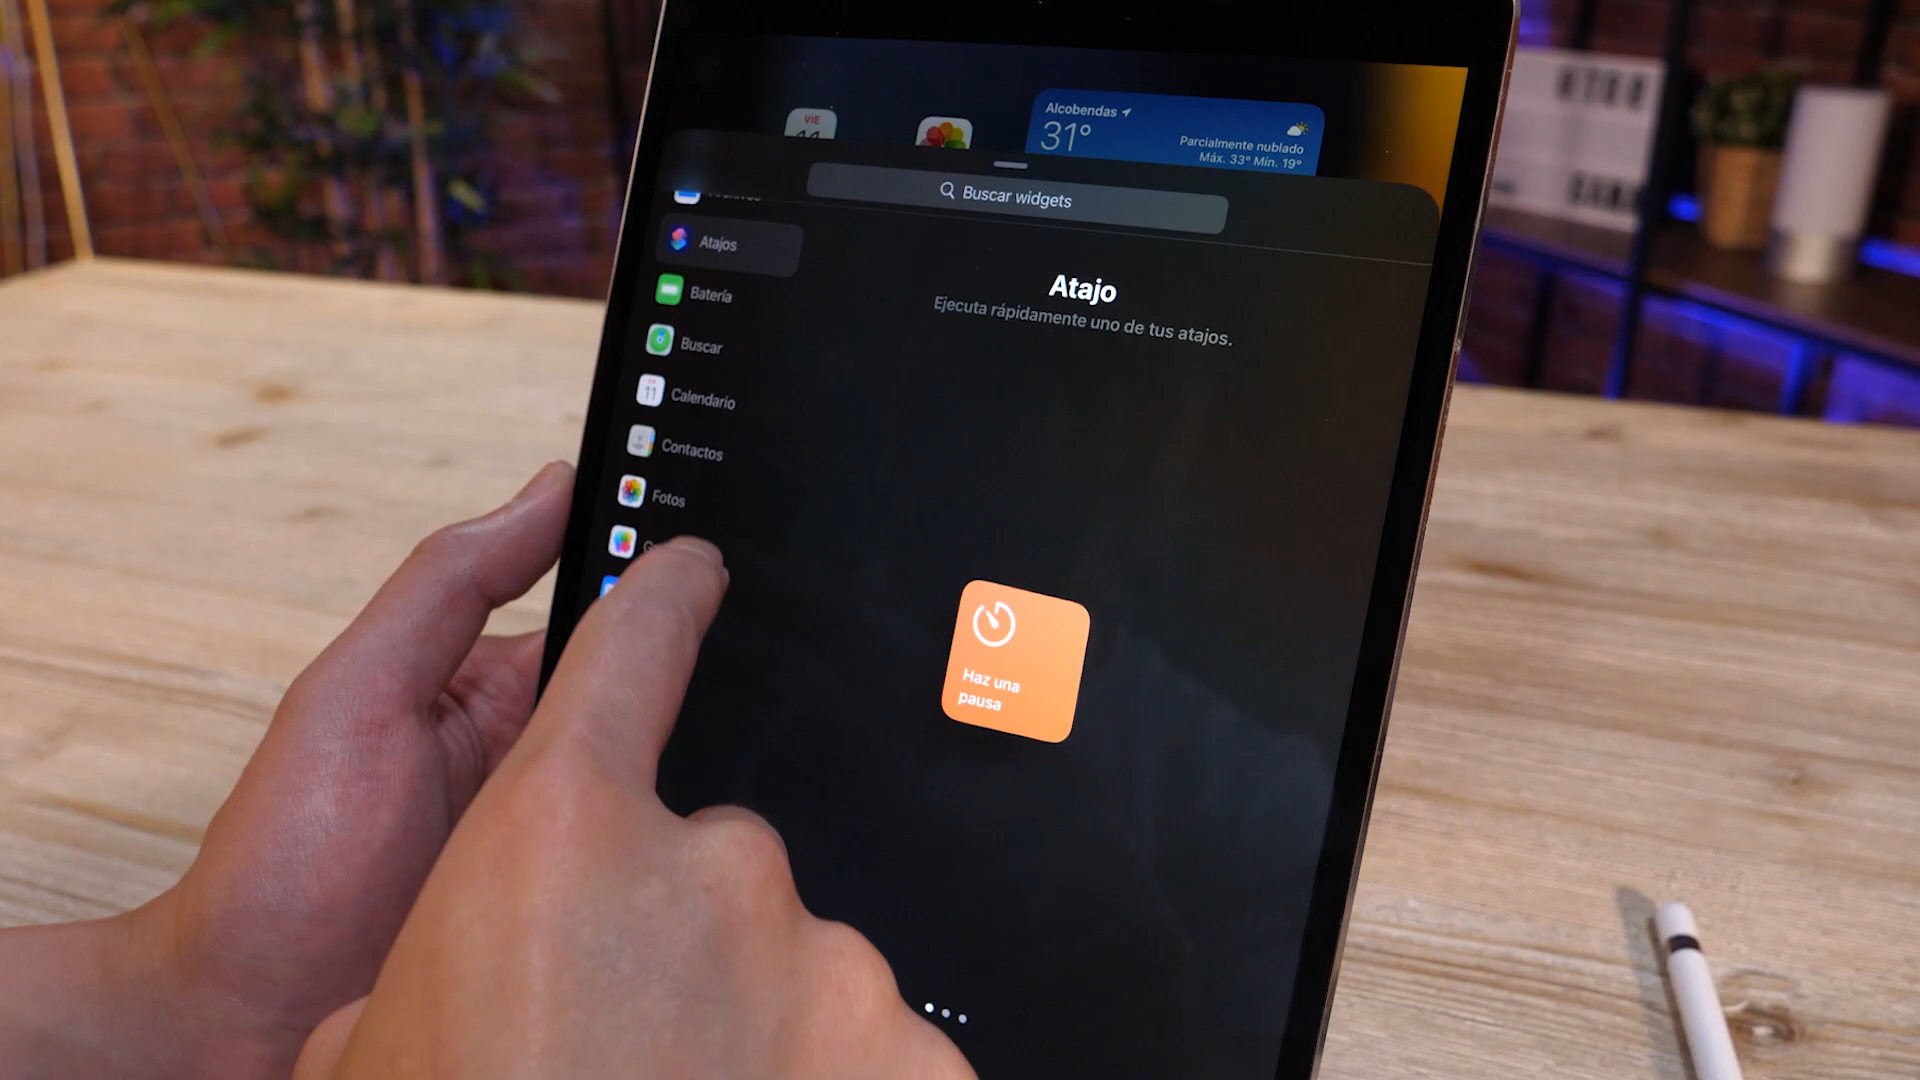 VIE
Alcobendas
31°
Parcialmente nublado
Máx. 33° Mín. 19°
Buscar widgets
Atajos
Batería
Buscar
11
Calendario
Contactos
Fotos
Atajo
Ejecuta rápidamente uno de tus atajos.
Haz una
pausa